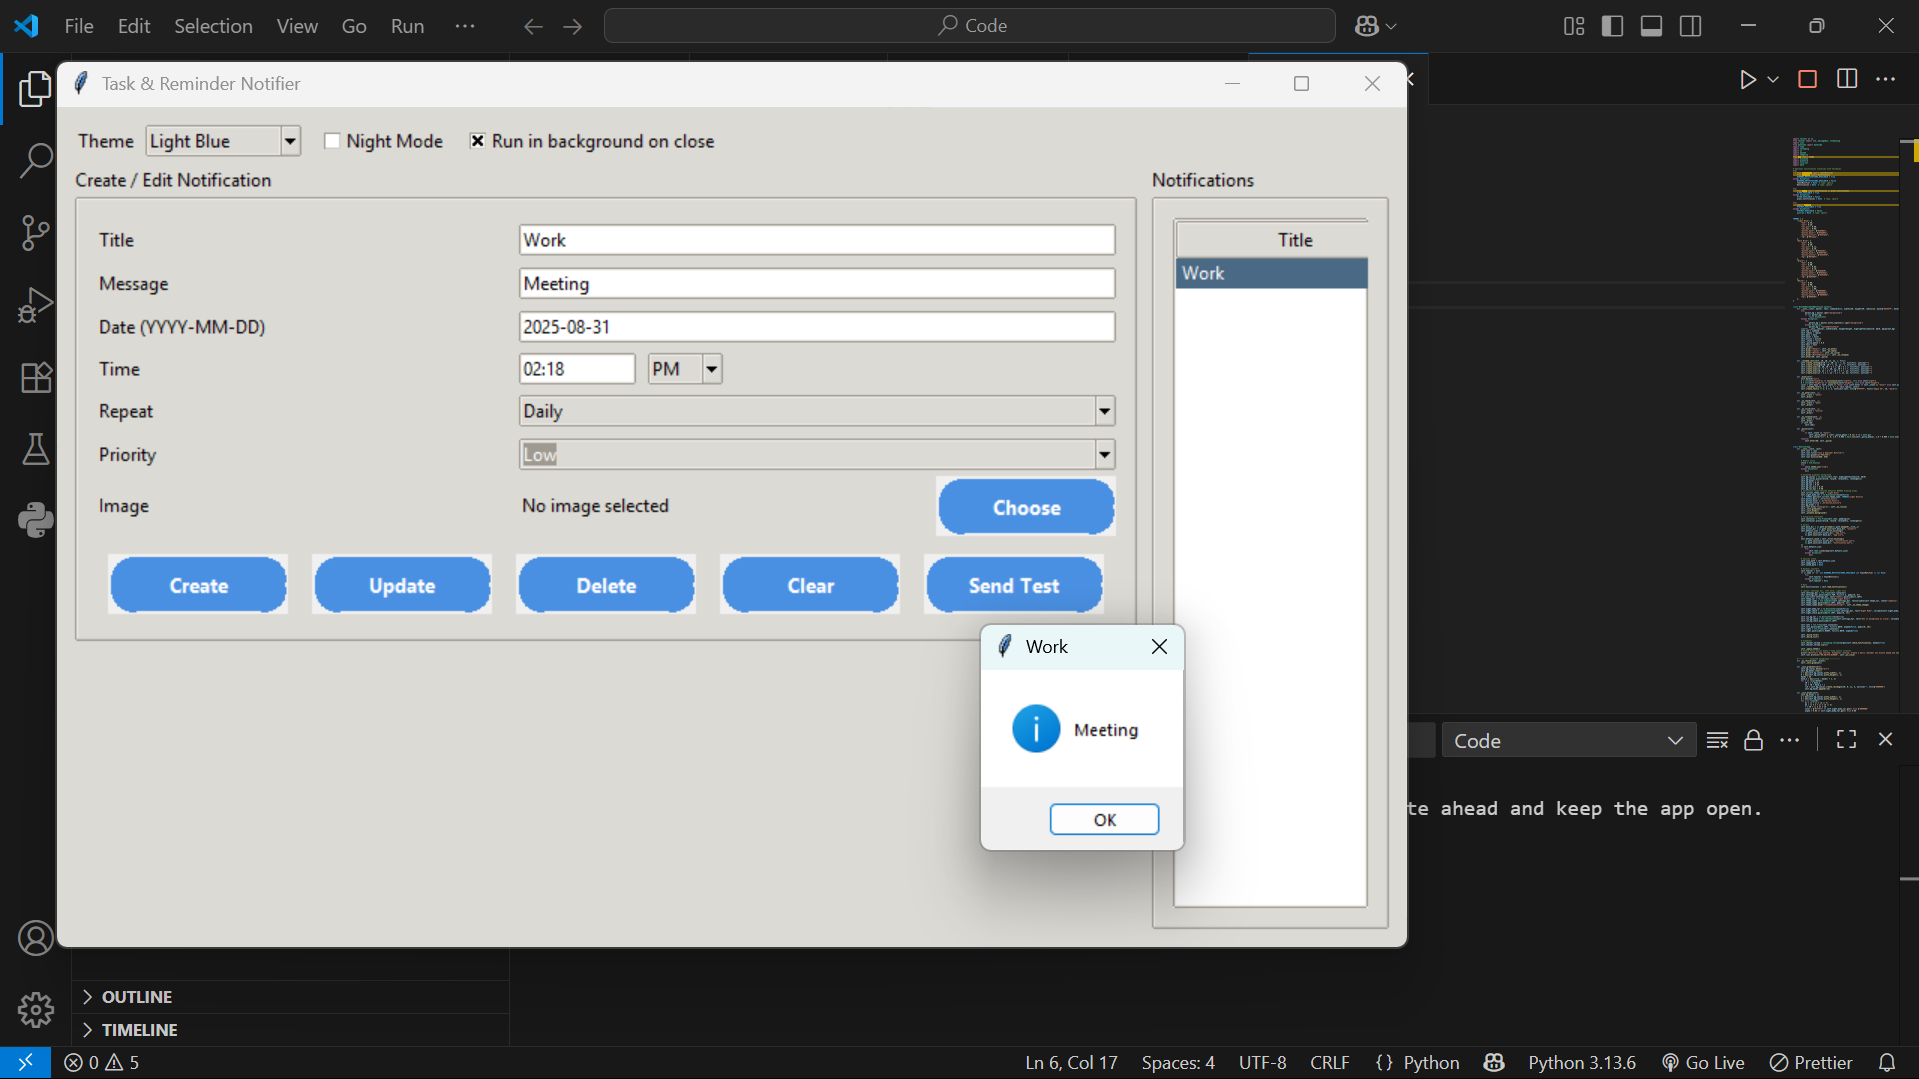 File Edit Selection View Go Run ...
Code
Task & Reminder Notifier
Theme Light Blue Night Mode Run in background on close
Create / Edit Notification
Notifications
Title Work
Message Meeting
Date (YYYY-MM-DD) 2025-08-31
Time 02:18 PM
Repeat Daily
Priority Low
Image No image selected Choose
Create Update Delete Clear Send Test
Title
Work
Work
Meeting
OK
Code
te ahead and keep the app open.
OUTLINE
TIMELINE
0 5 Ln 6, Col 17 Spaces: 4 UTF-8 CRLF {} Python Python 3.13.6 Go Live Prettier